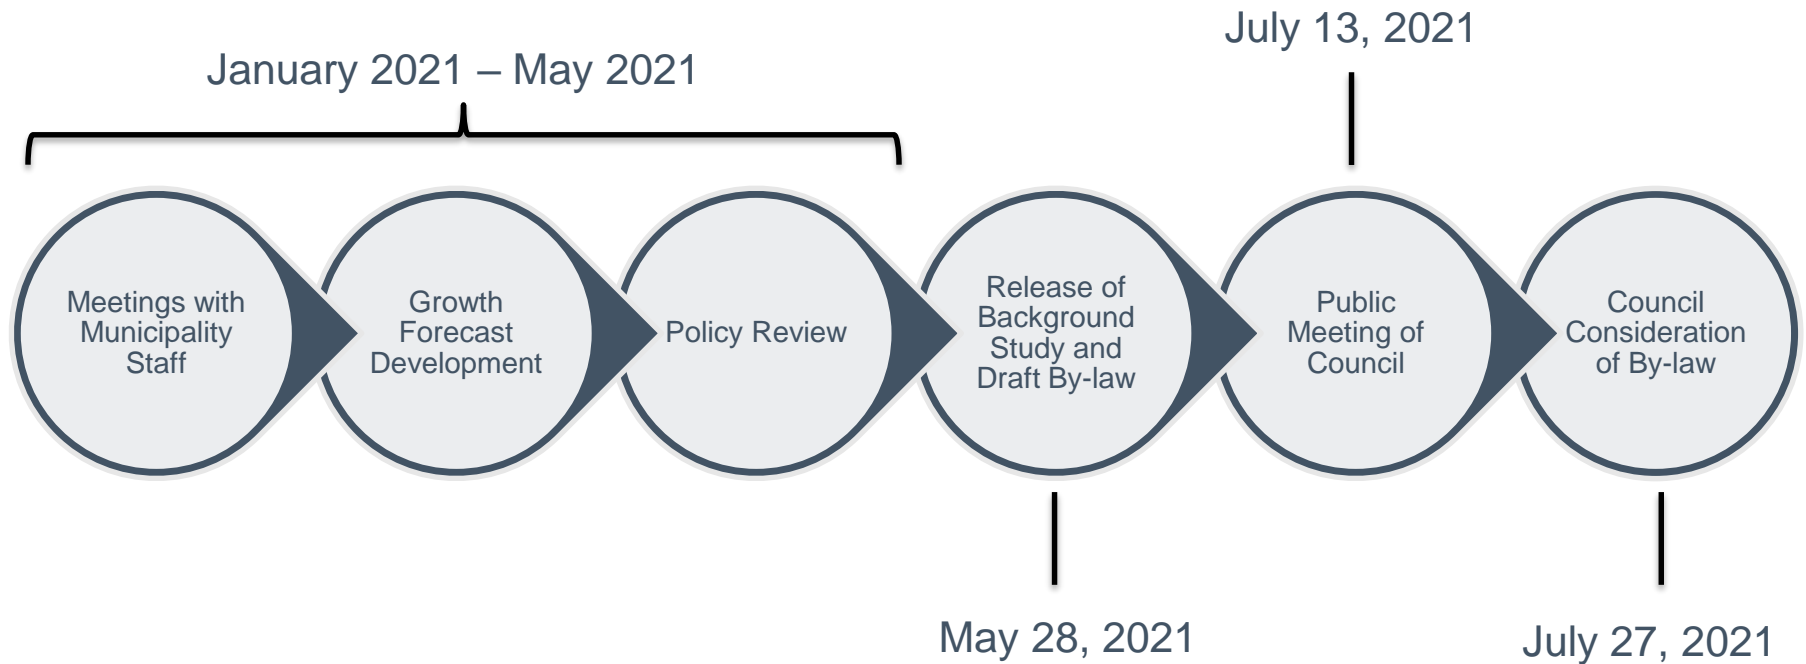 July 13, 2021
January 2021 – May 2021
Meetings with
Municipality
Staff
Growth
Forecast
Development
Policy Review
Release of
Background
Study and
Draft By-law
Public
Meeting of
Council
Council
Consideration
of By-law
May 28, 2021
July 27, 2021